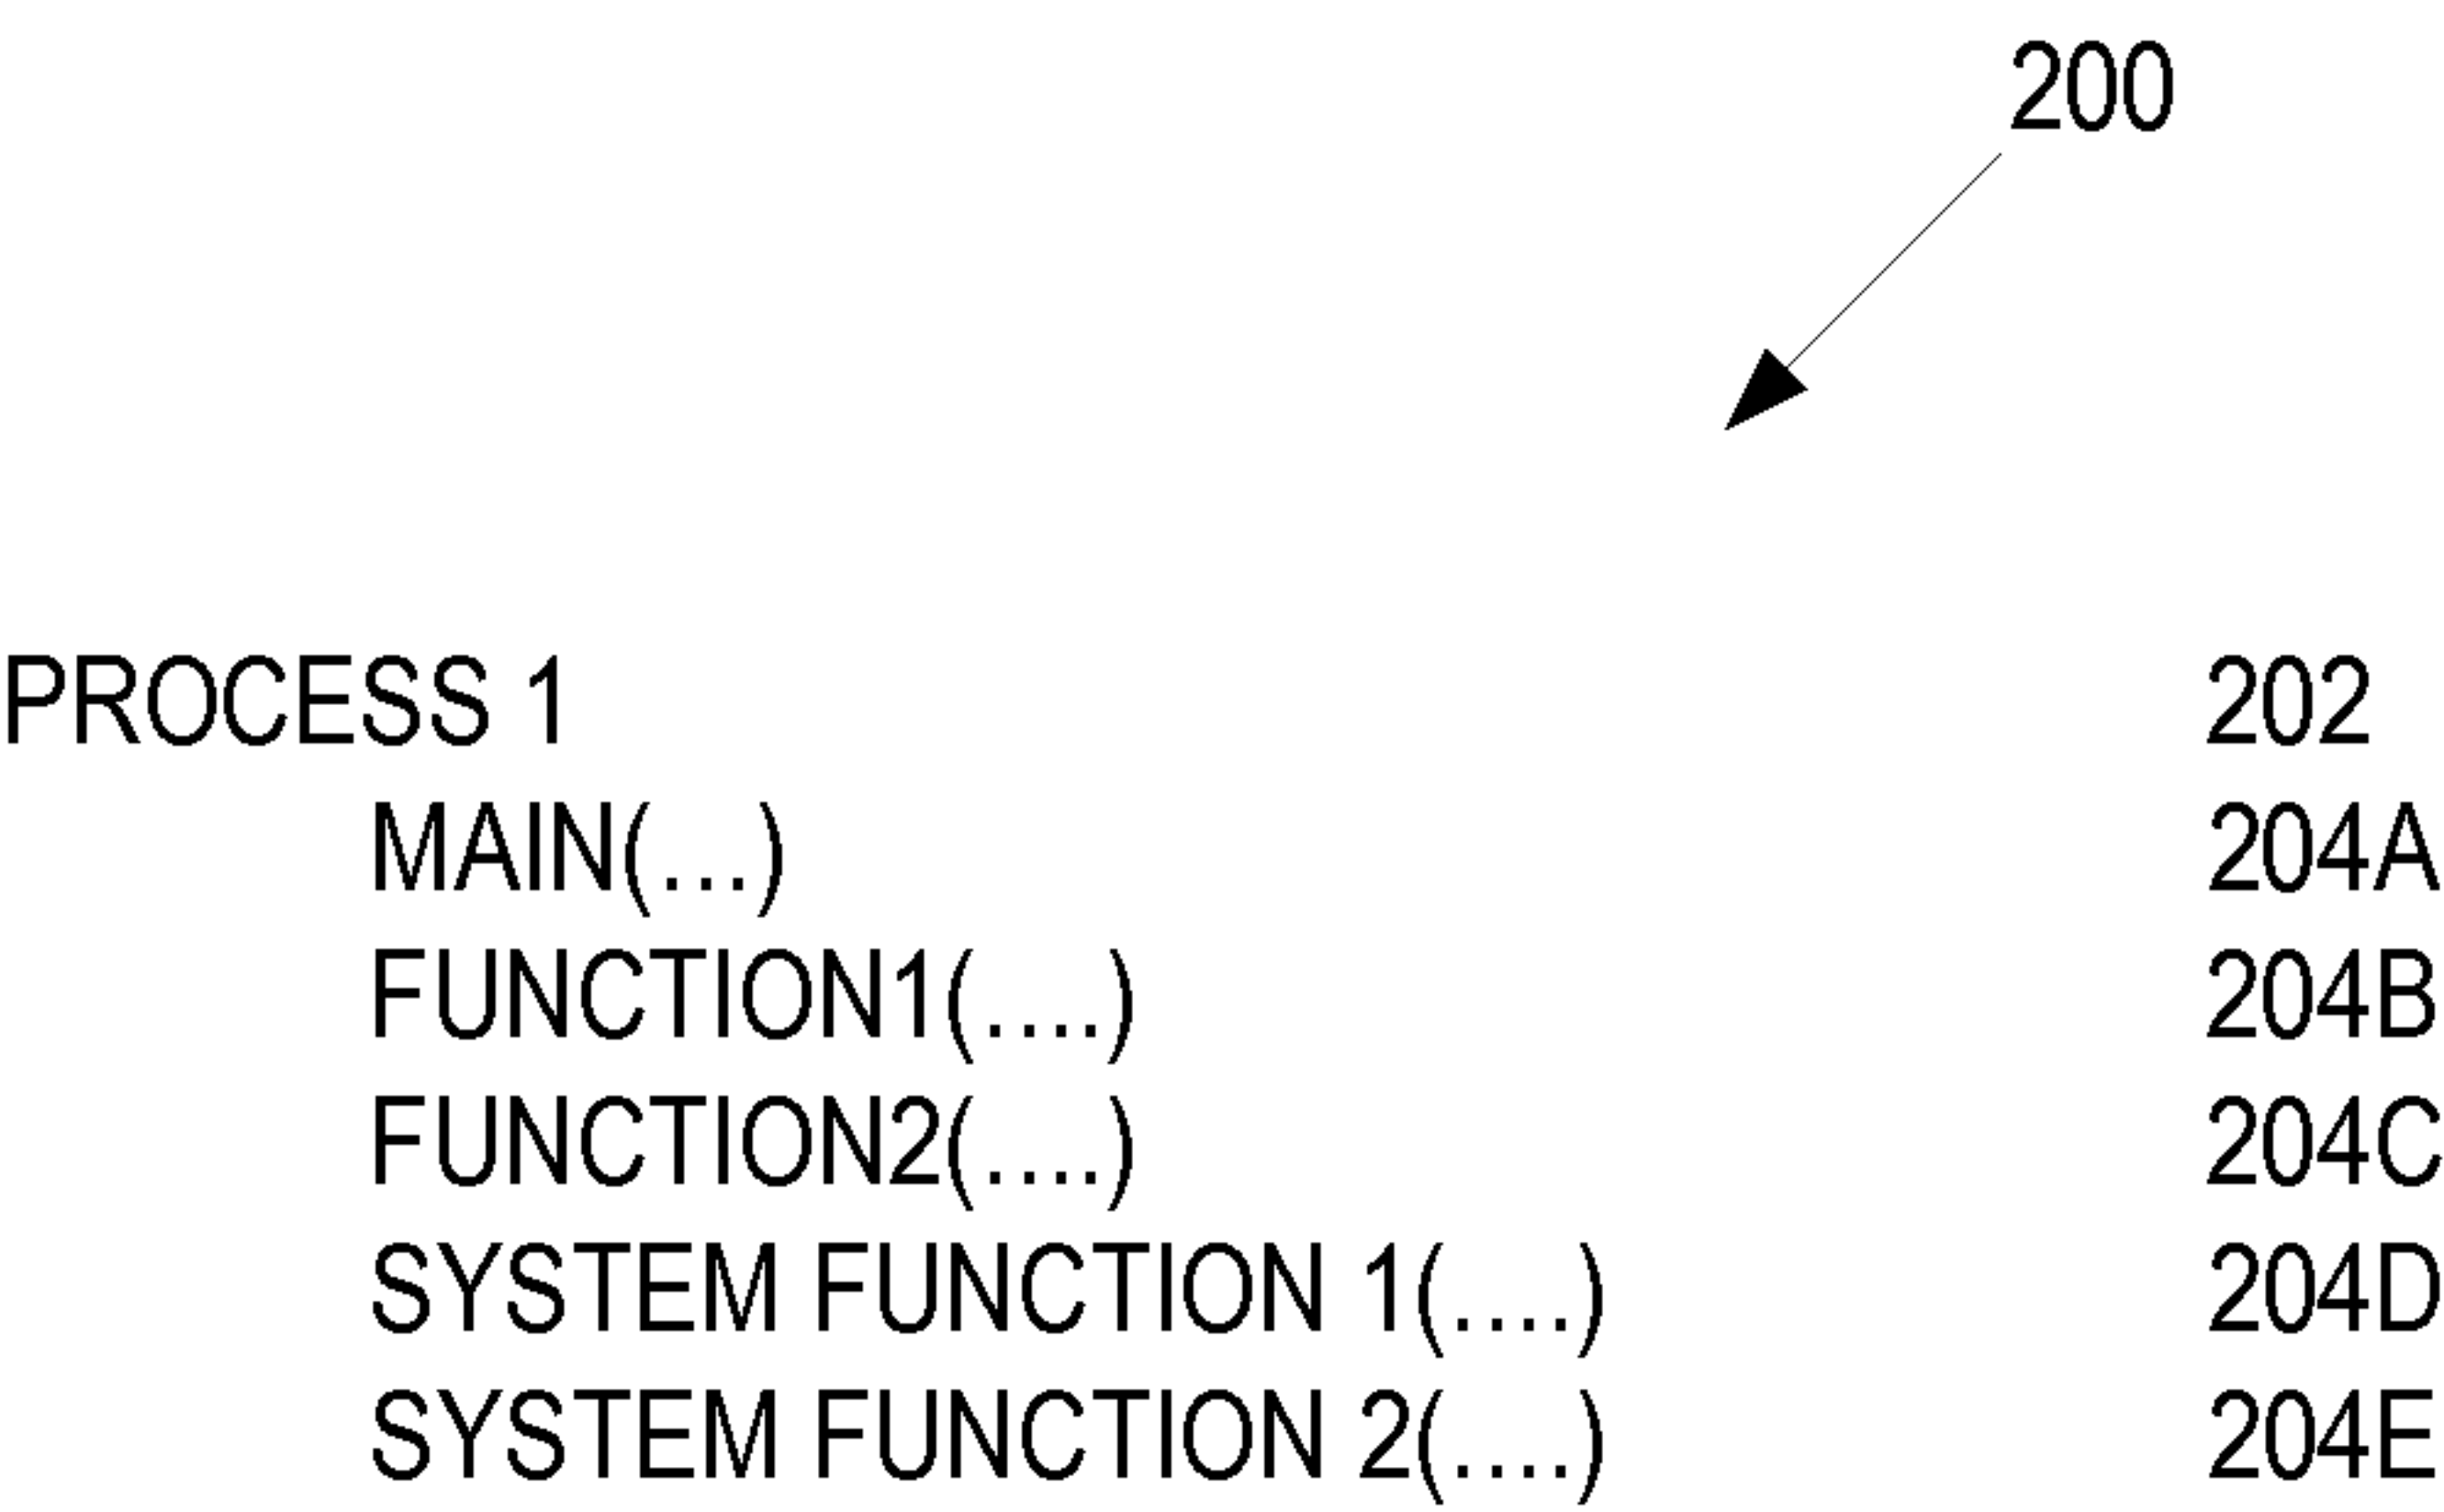 200
PROCESS 1 202
MAIN(...) 204A
FUNCTION1(....) 204B
FUNCTION2(....) 204C
SYSTEM FUNCTION 1(....) 204D
SYSTEM FUNCTION 2(....) 204E